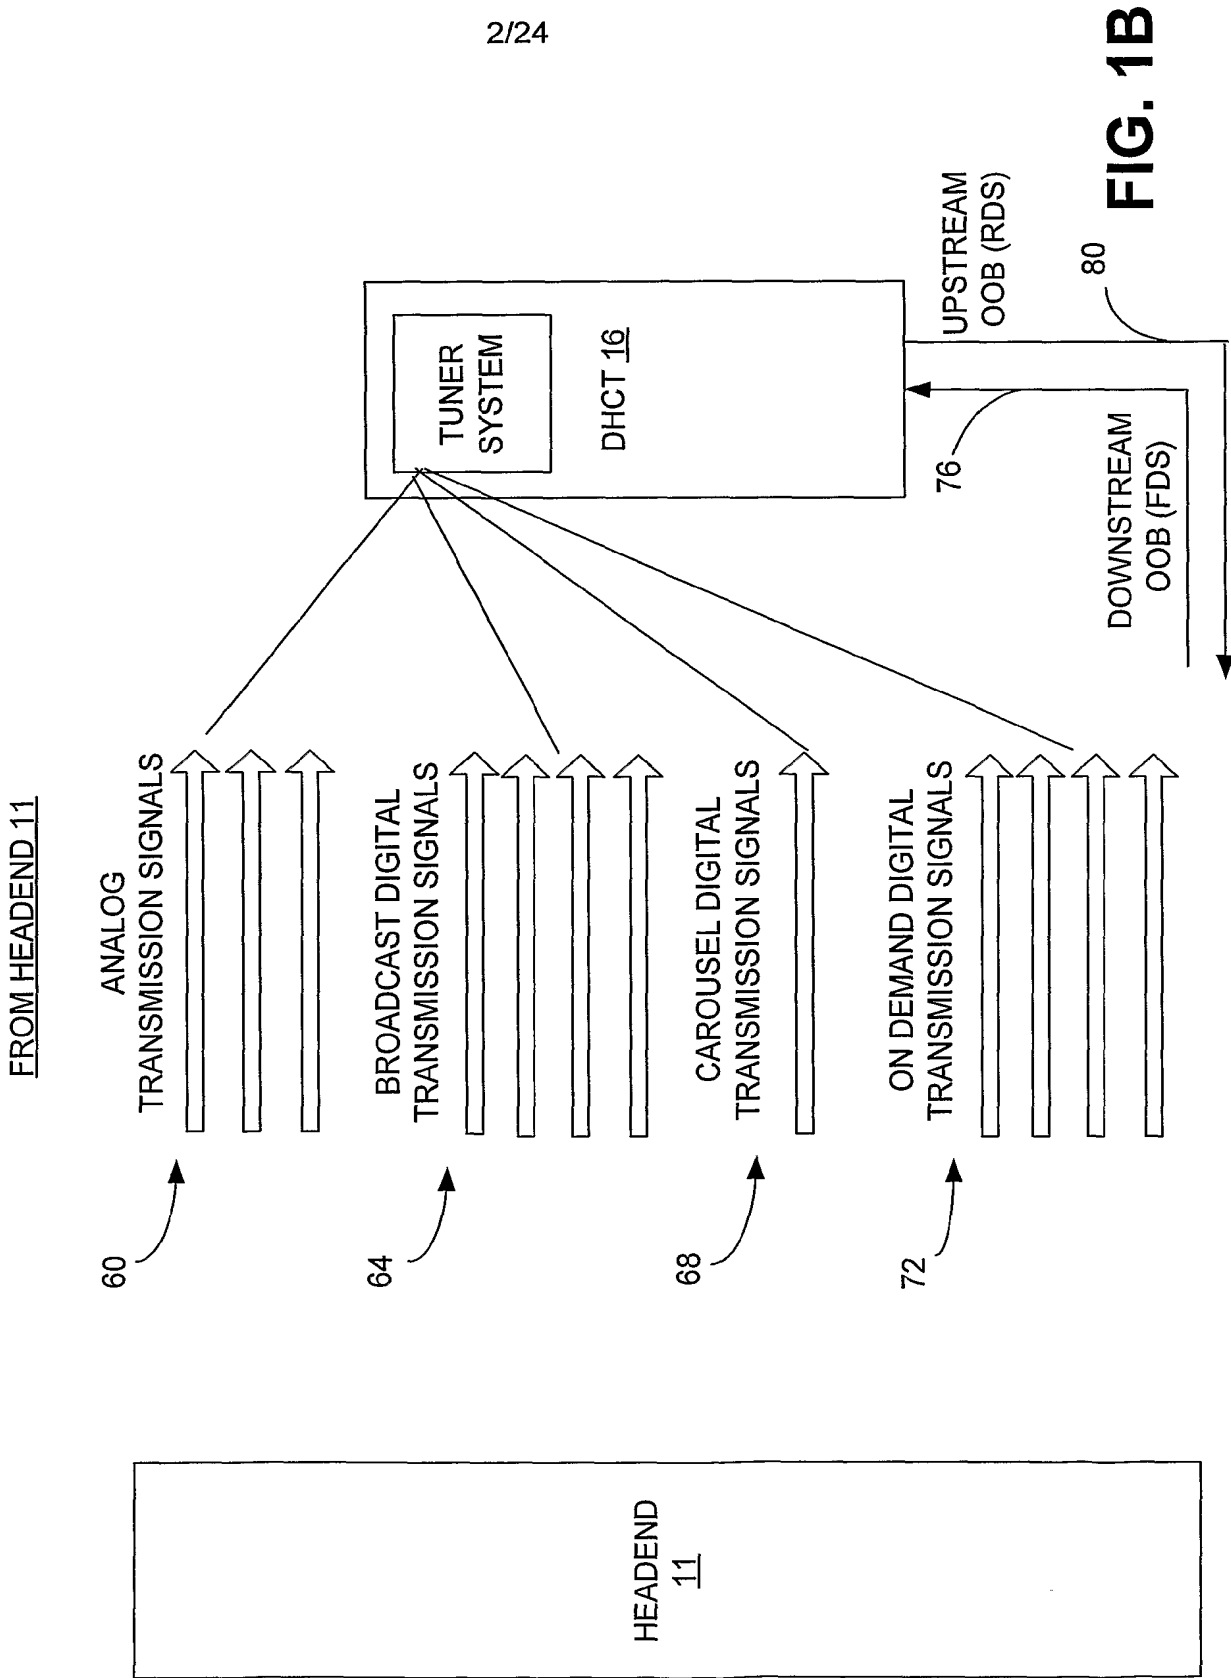 2/24
FROM HEADEND 11
ANALOG
TRANSMISSION SIGNALS
60
BROADCAST DIGITAL
TRANSMISSION SIGNALS
64
CAROUSEL DIGITAL
TRANSMISSION SIGNALS
68
ON DEMAND DIGITAL
TRANSMISSION SIGNALS
72
HEADEND
11
TUNER
SYSTEM
DHCT 16
UPSTREAM
OOB (RDS)
80
76
DOWNSTREAM
OOB (FDS)
FIG. 1B